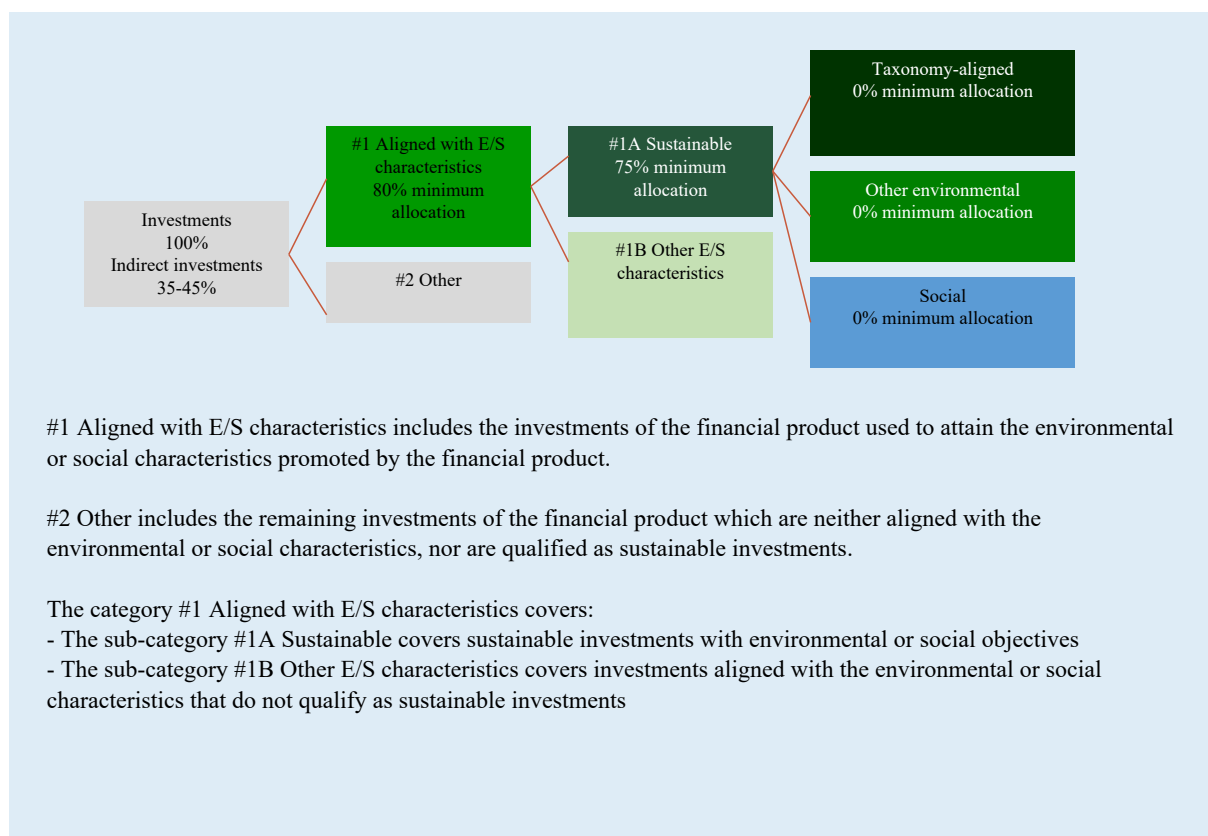 Investments
100%
Indirect investments
35-45%
#1 Aligned with E/S
characteristics
80% minimum
allocation
#2 Other
#1A Sustainable
75% minimum
allocation
#1B Other E/S
characteristics
Taxonomy-aligned
0% minimum allocation
Other environmental
0% minimum allocation
Social
0% minimum allocation
#1 Aligned with E/S characteristics includes the investments of the financial product used to attain the environmental
or social characteristics promoted by the financial product.
#2 Other includes the remaining investments of the financial product which are neither aligned with the
environmental or social characteristics, nor are qualified as sustainable investments.
The category #1 Aligned with E/S characteristics covers:
- The sub-category #1A Sustainable covers sustainable investments with environmental or social objectives
- The sub-category #1B Other E/S characteristics covers investments aligned with the environmental or social
characteristics that do not qualify as sustainable investments